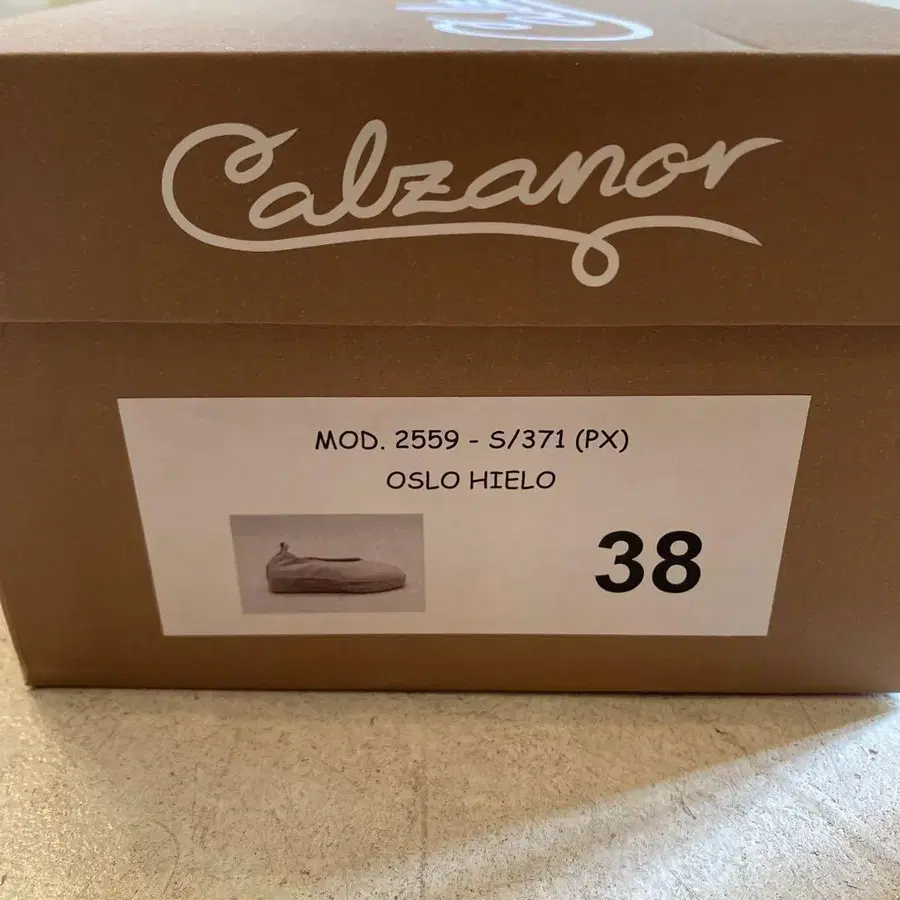 Calzanor
MOD. 2559 - S/371 (PX)
OSLO HIELO
38